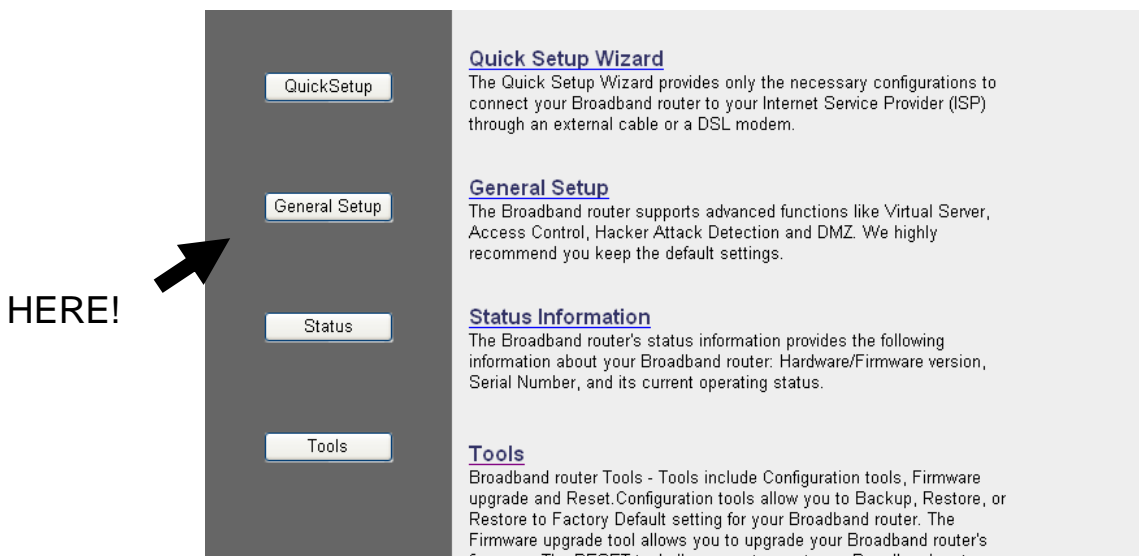 QuickSetup
Quick Setup Wizard
The Quick Setup Wizard provides only the necessary configurations to
connect your Broadband router to your Internet Service Provider (ISP)
through an external cable or a DSL modem.
General Setup
General Setup
The Broadband router supports advanced functions like Virtual Server,
Access Control, Hacker Attack Detection and DMZ. We highly
recommend you keep the default settings.
HERE!
Status
Status Information
The Broadband router's status information provides the following
information about your Broadband router: Hardware/Firmware version,
Serial Number, and its current operating status.
Tools
Tools
Broadband router Tools - Tools include Configuration tools, Firmware
upgrade and Reset.Configuration tools allow you to Backup, Restore, or
Restore to Factory Default setting for your Broadband router. The
Firmware upgrade tool allows you to upgrade your Broadband router's